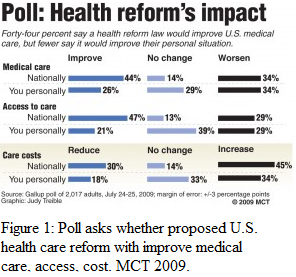 Poll: Health reform's impact
Forty-four percent say a health reform law would improve U.S. medical
care, but fewer say it would improve their personal situation.
Improve No change Worsen
Medical care
Nationally 44% 14% 34%
You personally 26% 29% 34%
Access to care
Nationally 47% 13% 29%
You personally 21% 39% 29%
Care costs Reduce No change Increase
Nationally 30% 14% 45%
You personally 18% 33% 34%
Source: Gallup poll of 2,017 adults, July 24-25, 2009; margin of error: +/-3 percentage points
Graphic: Judy Treible © 2009 MCT
Figure 1: Poll asks whether proposed U.S.
health care reform with improve medical
care, access, cost. MCT 2009.